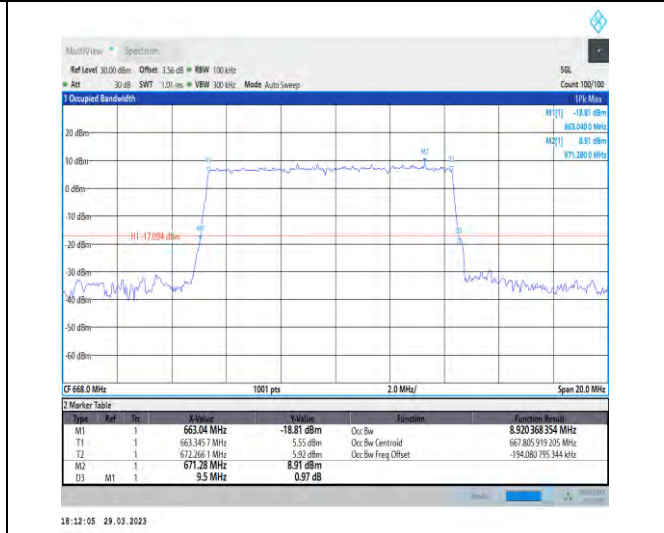 MultiView Spectrum
Ref Level 30.00 dBm Offset 3.56 dB RBW 100 kHz SGL
Att 30 dB SWT 1.01 ms VBW 300 kHz Mode Auto Sweep Count 100/100
1 Occupied Bandwidth 1Pk Max
M1[1] -18.81 dBm
663.040 0 MHz
M2[1] 8.91 dBm
671.280 0 MHz
20 dBm
M2
10 dBm
T1
0 dBm
-10 dBm
M1
H1 -17.094 dBm
-20 dBm
-30 dBm
-40 dBm
-50 dBm
-60 dBm
CF 668.0 MHz 1001 pts 2.0 MHz/ Span 20.0 MHz
2 Marker Table
Type Ref Trc X-Value Y-Value Function Function Result
M1 1 663.04 MHz -18.81 dBm Occ Bw 8.920 368 354 MHz
T1 1 663.345 7 MHz 5.55 dBm Occ Bw Centroid 667.805 919 205 MHz
T2 1 672.266 1 MHz 5.92 dBm Occ Bw Freq Offset -194.080 795 344 kHz
M2 1 671.28 MHz 8.91 dBm
D3 M1 1 9.5 MHz 0.97 dB
18:12:05 29.03.2023